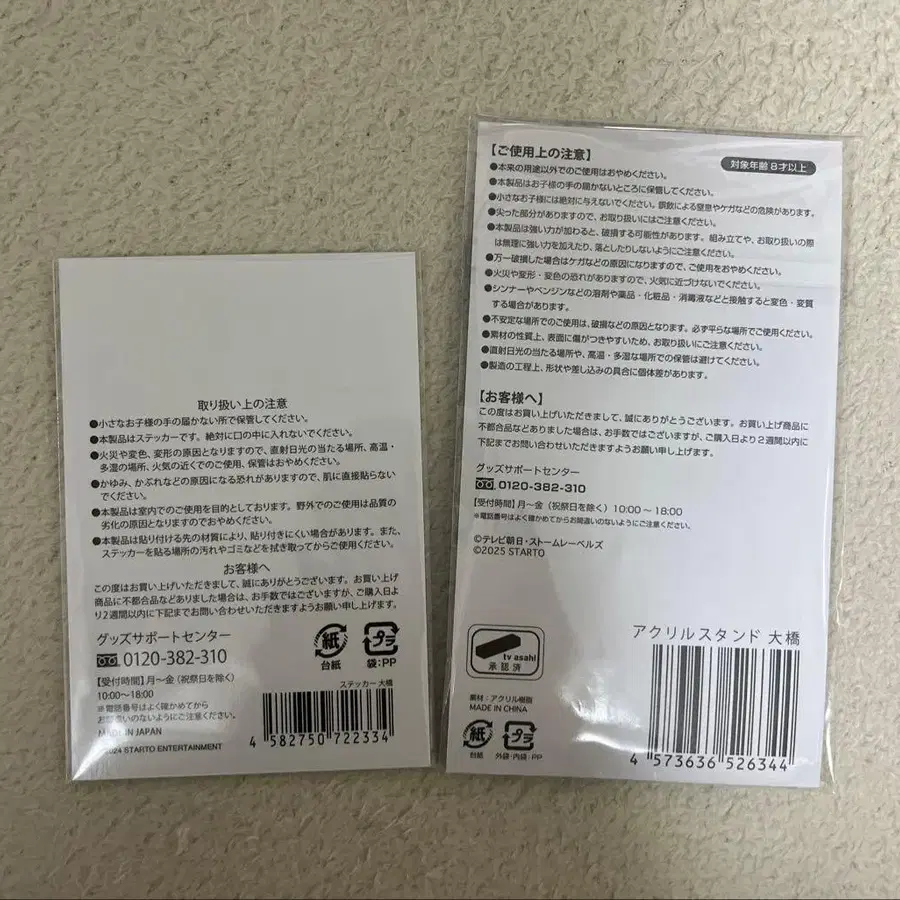 取り扱い上の注意
●小さなお子様の手の届かない所で保管してください。
●本製品はステッカーです。絶対に口の中に入れないでください。
●火災や変色、変形の原因となりますので、直射日光の当たる場所、高温・
多湿の場所、火気の近くでのご使用、保管はおやめください。
●かゆみ、かぶれなどの原因になる恐れがありますので、肌に直接貼らない
でください。
●本製品は室内でのご使用を目的としております。野外でのご使用は品質の
劣化の原因となりますのでおやめください。
●本製品は貼り付ける先の材質により、貼り付きにくい場合があります。また、
ステッカーを貼る場所の汚れやゴミなどを拭き取ってからご使用ください。
お客様へ
この度はお買い上げいただきまして、誠にありがとうございます。お買い上げ
商品に不都合品などありました場合は、お手数ではございますが、ご購入日よ
り2週間以内に下記までお問い合わせいただきますようお願い申し上げます。
グッズサポートセンター
0120-382-310
【受付時間】月～金（祝祭日を除く）
10:00～18:00
※電話番号はよく確かめてから
お間違いのないようにご注意ください。
MADE IN JAPAN
2024 STARTO ENTERTAINMENT
紙
台紙
プラ
袋:PP
ステッカー 大橋
4 582750 722334
【ご使用上の注意】
対象年齢 8才以上
●本来の用途以外でのご使用はおやめください。
●本製品はお子様の手の届かないところに保管してください。
●小さなお子様には絶対に与えないでください。誤飲による窒息やケガなどの危険があります。
●尖った部分がありますので、お取り扱いにはご注意ください。
●本製品は強い力が加わると、破損する可能性があります。組み立てや、お取り扱いの際
は無理に強い力を加えたり、落としたりしないようにご注意ください。
●万一破損した場合はケガなどの原因になりますので、ご使用をおやめください。
●火災や変形・変色の恐れがありますので、火気に近づけないでください。
●シンナーやベンジンなどの溶剤や薬品・化粧品・消毒液などと接触すると変色・変質
する場合があります。
●不安定な場所でのご使用は、破損などの原因となります。必ず平らな場所でご使用ください。
●素材の性質上、表面に傷がつきやすいため、お取り扱いにご注意ください。
●直射日光の当たる場所や、高温・多湿な場所での保管は避けてください。
●製造の工程上、形状や差し込みの具合に個体差があります。
【お客様へ】
この度はお買い上げいただきまして、誠にありがとうございます。お買い上げ商品に
不都合品などありました場合は、お手数ではございますが、ご購入日より2週間以内に
下記までお問い合わせいただきますようお願い申し上げます。
グッズサポートセンター
0120-382-310
【受付時間】月～金（祝祭日を除く）10:00～18:00
※電話番号はよく確かめてからお間違いのないようにご注意ください。
©テレビ朝日・ストームレーベルズ
©2025 STARTO
tv asahi
承認済
素材：アクリル樹脂
MADE IN CHINA
紙
台紙
プラ
外袋・内袋:PP
アクリルスタンド 大橋
4 573636 526344